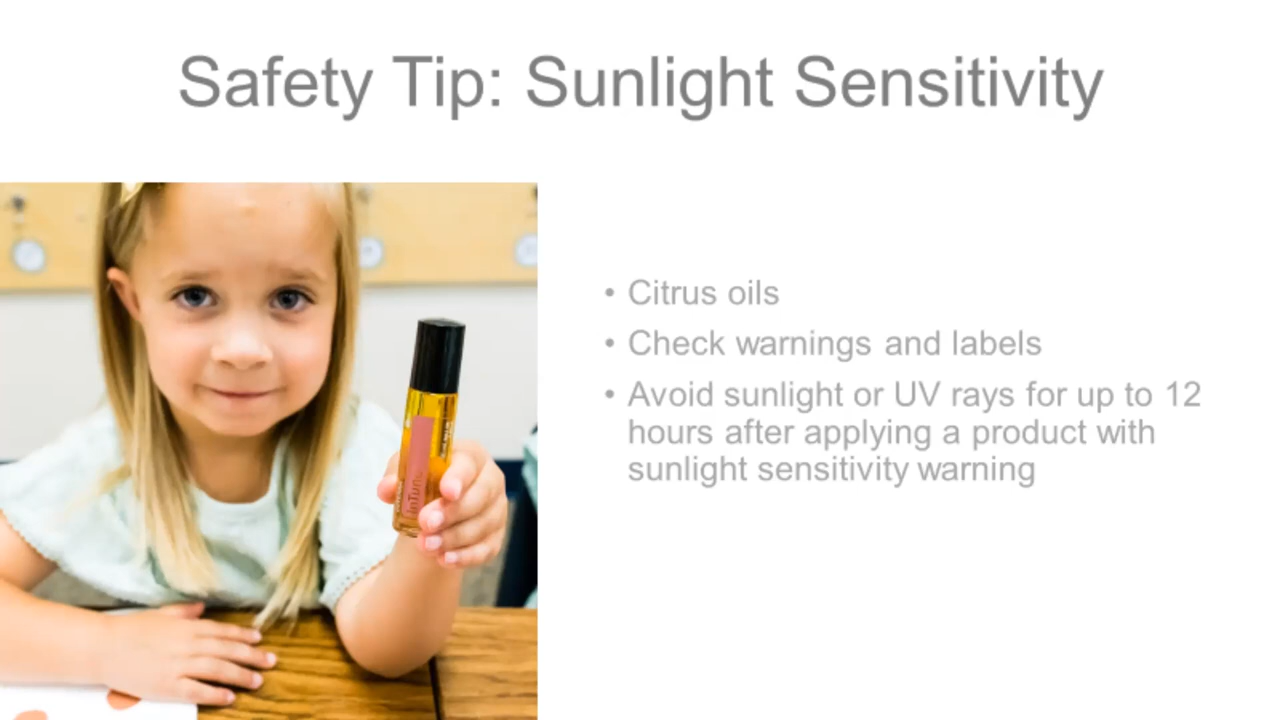 Safety Tip: Sunlight Sensitivity
• Citrus oils
• Check warnings and labels
• Avoid sunlight or UV rays for up to 12
hours after applying a product with
sunlight sensitivity warning
InTune